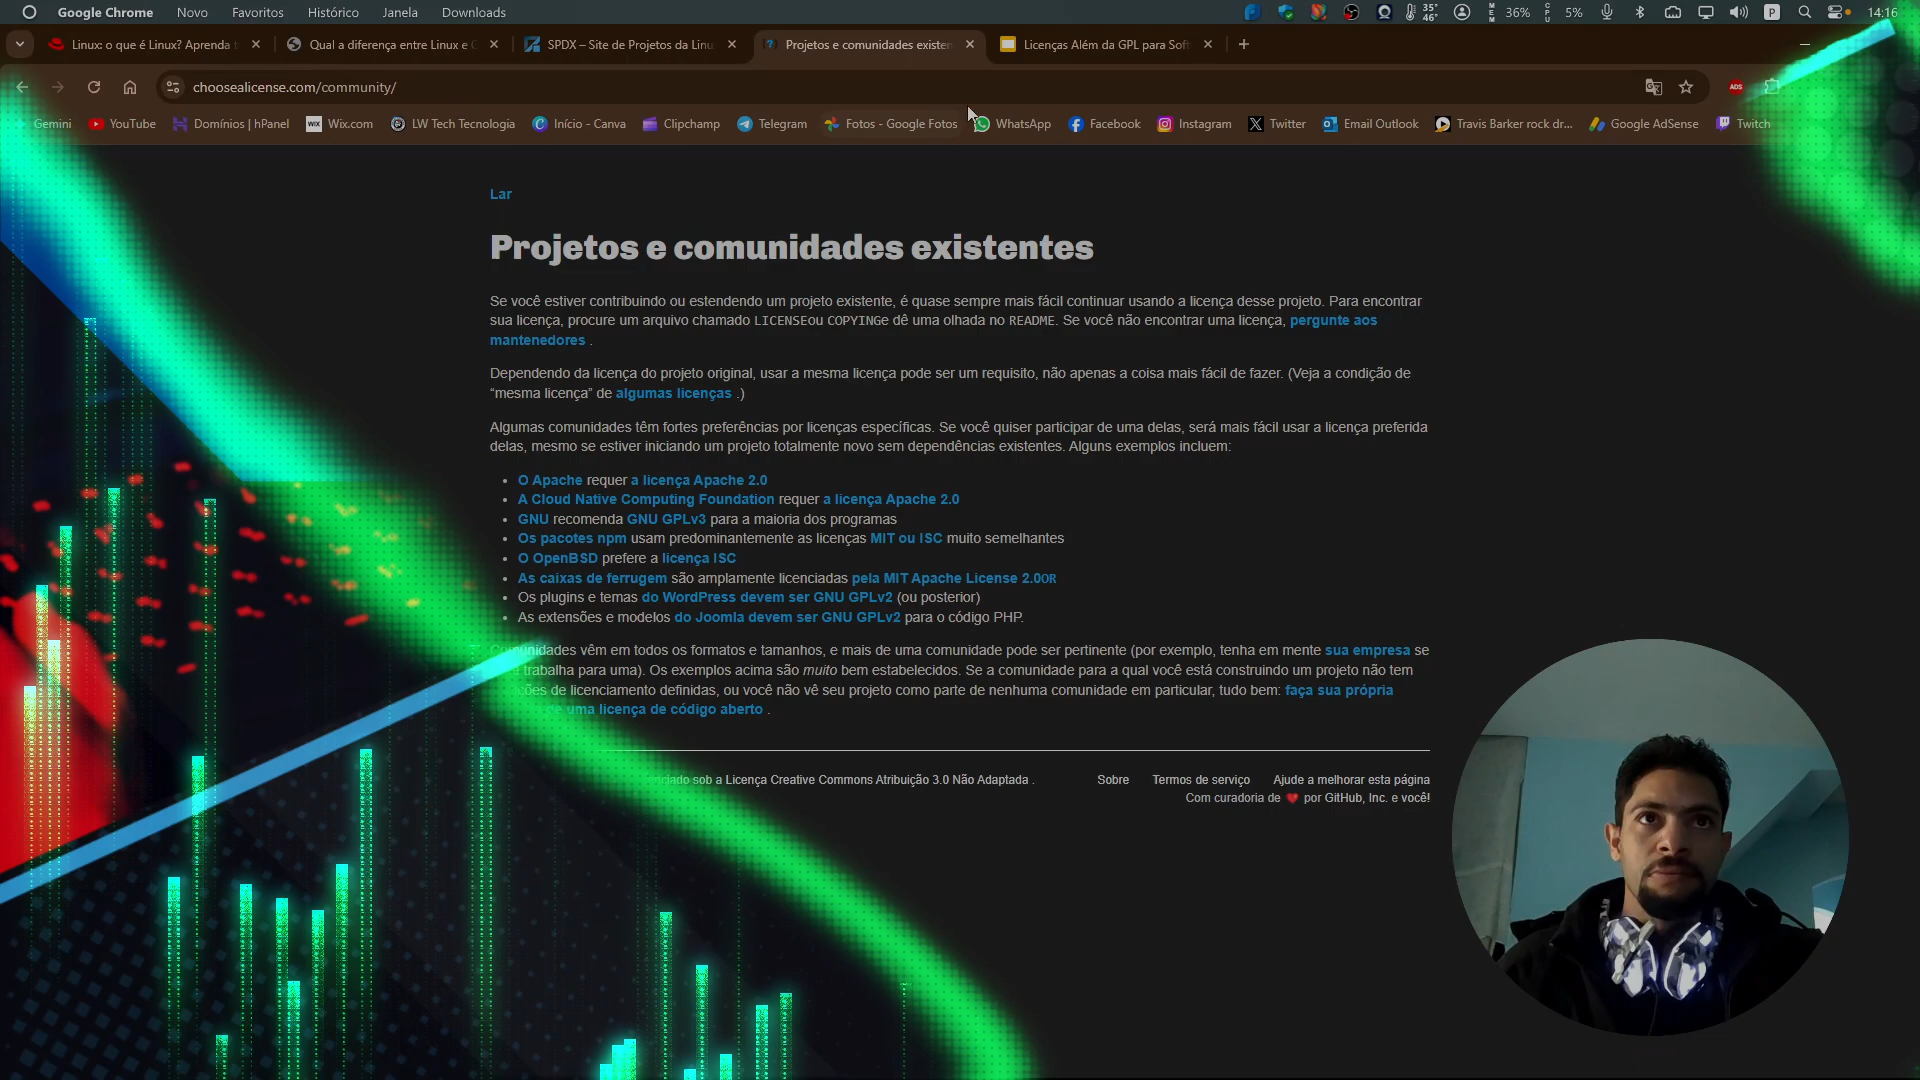 Google Chrome Novo Favoritos Histórico Janela Downloads 35° 46° MEM 36% CPU 5% P 14:16
Linux: o que é Linux? Aprenda Qual a diferença entre Linux e SPDX – Site de Projetos da Linu Projetos e comunidades existen Licenças Além da GPL para Soft
choosealicense.com/community/ ADS
Gemini YouTube Domínios | hPanel Wix.com LW Tech Tecnologia Início - Canva Clipchamp Telegram Fotos - Google Fotos WhatsApp Facebook Instagram Twitter Email Outlook Travis Barker rock dr... Google AdSense Twitch
Lar
Projetos e comunidades existentes
Se você estiver contribuindo ou estendendo um projeto existente, é quase sempre mais fácil continuar usando a licença desse projeto. Para encontrar
sua licença, procure um arquivo chamado LICENSEou COPYINGe dê uma olhada no README. Se você não encontrar uma licença, pergunte aos
mantenedores .
Dependendo da licença do projeto original, usar a mesma licença pode ser um requisito, não apenas a coisa mais fácil de fazer. (Veja a condição de
“mesma licença” de algumas licenças .)
Algumas comunidades têm fortes preferências por licenças específicas. Se você quiser participar de uma delas, será mais fácil usar a licença preferida
delas, mesmo se estiver iniciando um projeto totalmente novo sem dependências existentes. Alguns exemplos incluem:
• O Apache requer a licença Apache 2.0
• A Cloud Native Computing Foundation requer a licença Apache 2.0
• GNU recomenda GNU GPLv3 para a maioria dos programas
• Os pacotes npm usam predominantemente as licenças MIT ou ISC muito semelhantes
• O OpenBSD prefere a licença ISC
• As caixas de ferrugem são amplamente licenciadas pela MIT Apache License 2.0OR
• Os plugins e temas do WordPress devem ser GNU GPLv2 (ou posterior)
• As extensões e modelos do Joomla devem ser GNU GPLv2 para o código PHP.
Comunidades vêm em todos os formatos e tamanhos, e mais de uma comunidade pode ser pertinente (por exemplo, tenha em mente sua empresa se
trabalha para uma). Os exemplos acima são muito bem estabelecidos. Se a comunidade para a qual você está construindo um projeto não tem
de licenciamento definidas, ou você não vê seu projeto como parte de nenhuma comunidade em particular, tudo bem: faça sua própria
de uma licença de código aberto .
sob a Licença Creative Commons Atribuição 3.0 Não Adaptada . Sobre Termos de serviço Ajude a melhorar esta página
Com curadoria de ❤️ por GitHub, Inc. e você!